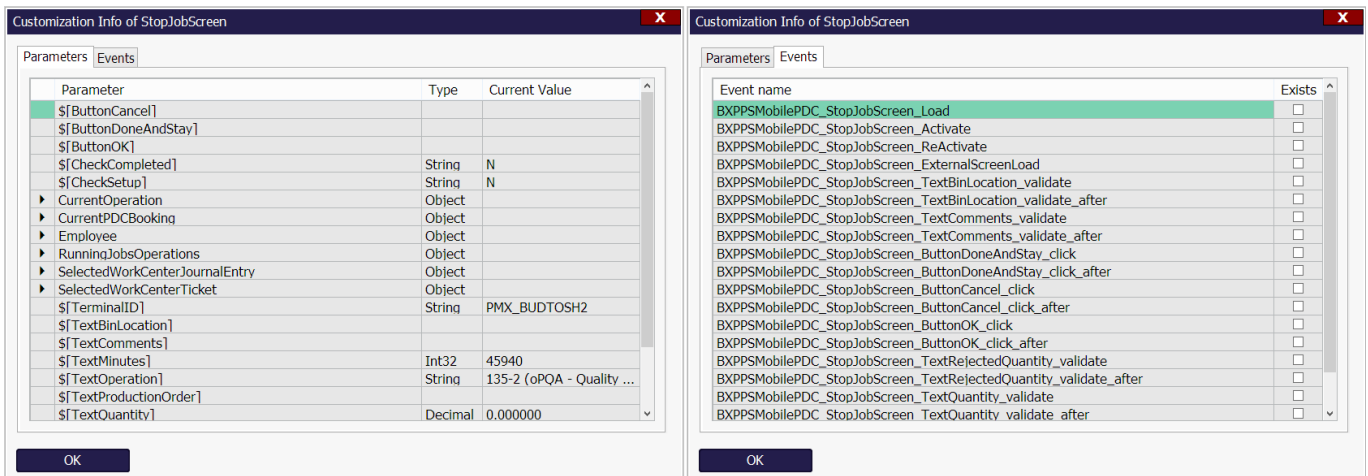 Customization Info of StopJobScreen X
Parameters Events
Parameter Type Current Value
$[ButtonCancel]
$[ButtonDoneAndStay]
$[ButtonOK]
$[CheckCompleted] String N
$[CheckSetup] String N
CurrentOperation Object
CurrentPDCBooking Object
Employee Object
RunningJobsOperations Object
SelectedWorkCenterJournalEntry Object
SelectedWorkCenterTicket Object
$[TerminalID] String PMX_BUDTOSH2
$[TextBinLocation]
$[TextComments]
$[TextMinutes] Int32 45940
$[TextOperation] String 135-2 (oPQA - Quality ...
$[TextProductionOrder]
$[TextQuantity] Decimal 0.000000
OK
Customization Info of StopJobScreen X
Parameters Events
Event name Exists
BXPPSMobilePDC_StopJobScreen_Load
BXPPSMobilePDC_StopJobScreen_Activate
BXPPSMobilePDC_StopJobScreen_ReActivate
BXPPSMobilePDC_StopJobScreen_ExternalScreenLoad
BXPPSMobilePDC_StopJobScreen_TextBinLocation_validate
BXPPSMobilePDC_StopJobScreen_TextBinLocation_validate_after
BXPPSMobilePDC_StopJobScreen_TextComments_validate
BXPPSMobilePDC_StopJobScreen_TextComments_validate_after
BXPPSMobilePDC_StopJobScreen_ButtonDoneAndStay_click
BXPPSMobilePDC_StopJobScreen_ButtonDoneAndStay_click_after
BXPPSMobilePDC_StopJobScreen_ButtonCancel_click
BXPPSMobilePDC_StopJobScreen_ButtonCancel_click_after
BXPPSMobilePDC_StopJobScreen_ButtonOK_click
BXPPSMobilePDC_StopJobScreen_ButtonOK_click_after
BXPPSMobilePDC_StopJobScreen_TextRejectedQuantity_validate
BXPPSMobilePDC_StopJobScreen_TextRejectedQuantity_validate_after
BXPPSMobilePDC_StopJobScreen_TextQuantity_validate
BXPPSMobilePDC_StopJobScreen_TextQuantity_validate_after
OK